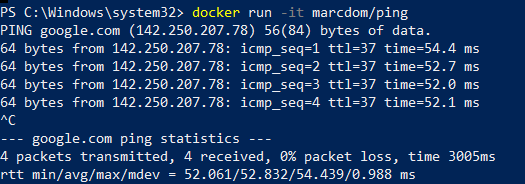 PS C:\Windows\system32> docker run -it marcdom/ping
PING google.com (142.250.207.78) 56(84) bytes of data.
64 bytes from 142.250.207.78: icmp_seq=1 ttl=37 time=54.4 ms
64 bytes from 142.250.207.78: icmp_seq=2 ttl=37 time=52.7 ms
64 bytes from 142.250.207.78: icmp_seq=3 ttl=37 time=52.0 ms
64 bytes from 142.250.207.78: icmp_seq=4 ttl=37 time=52.1 ms
^C
--- google.com ping statistics ---
4 packets transmitted, 4 received, 0% packet loss, time 3005ms
rtt min/avg/max/mdev = 52.061/52.832/54.439/0.988 ms